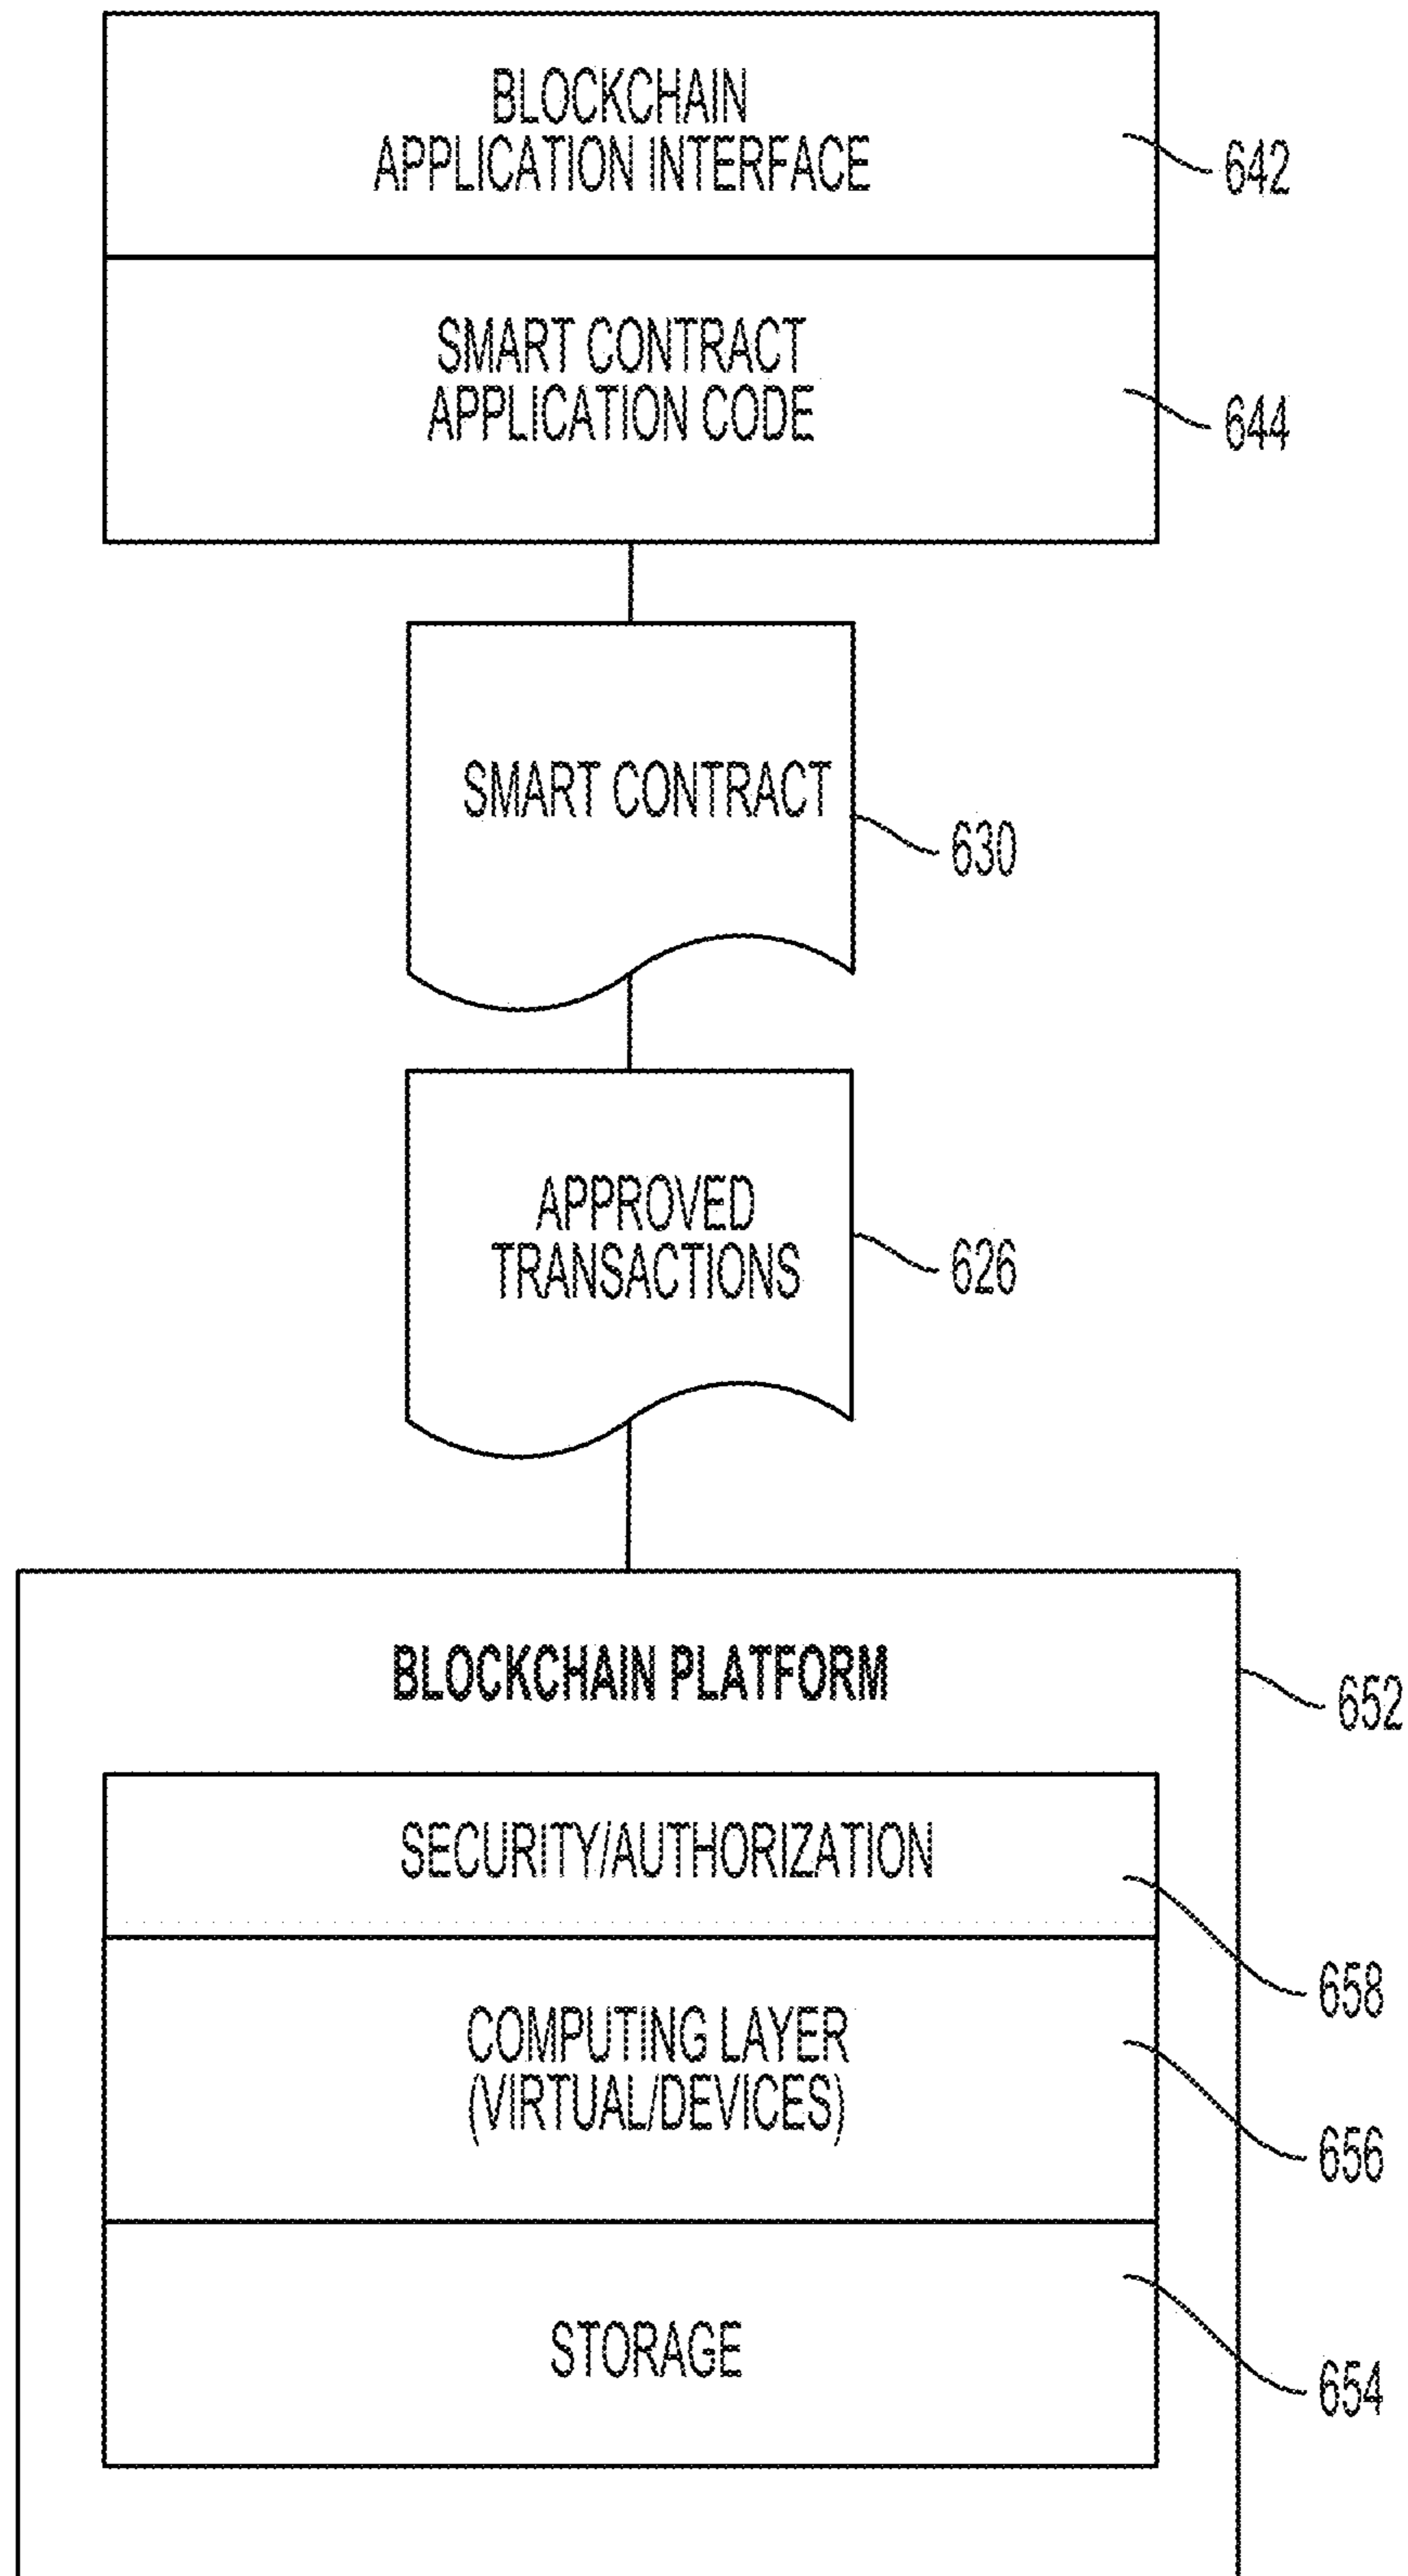 BLOCKCHAIN
APPLICATION INTERFACE
642
SMART CONTRACT
APPLICATION CODE
644
SMART CONTRACT
630
APPROVED
TRANSACTIONS
626
BLOCKCHAIN PLATFORM
652
SECURITY/AUTHORIZATION
658
COMPUTING LAYER
(VIRTUAL/DEVICES)
656
STORAGE
654